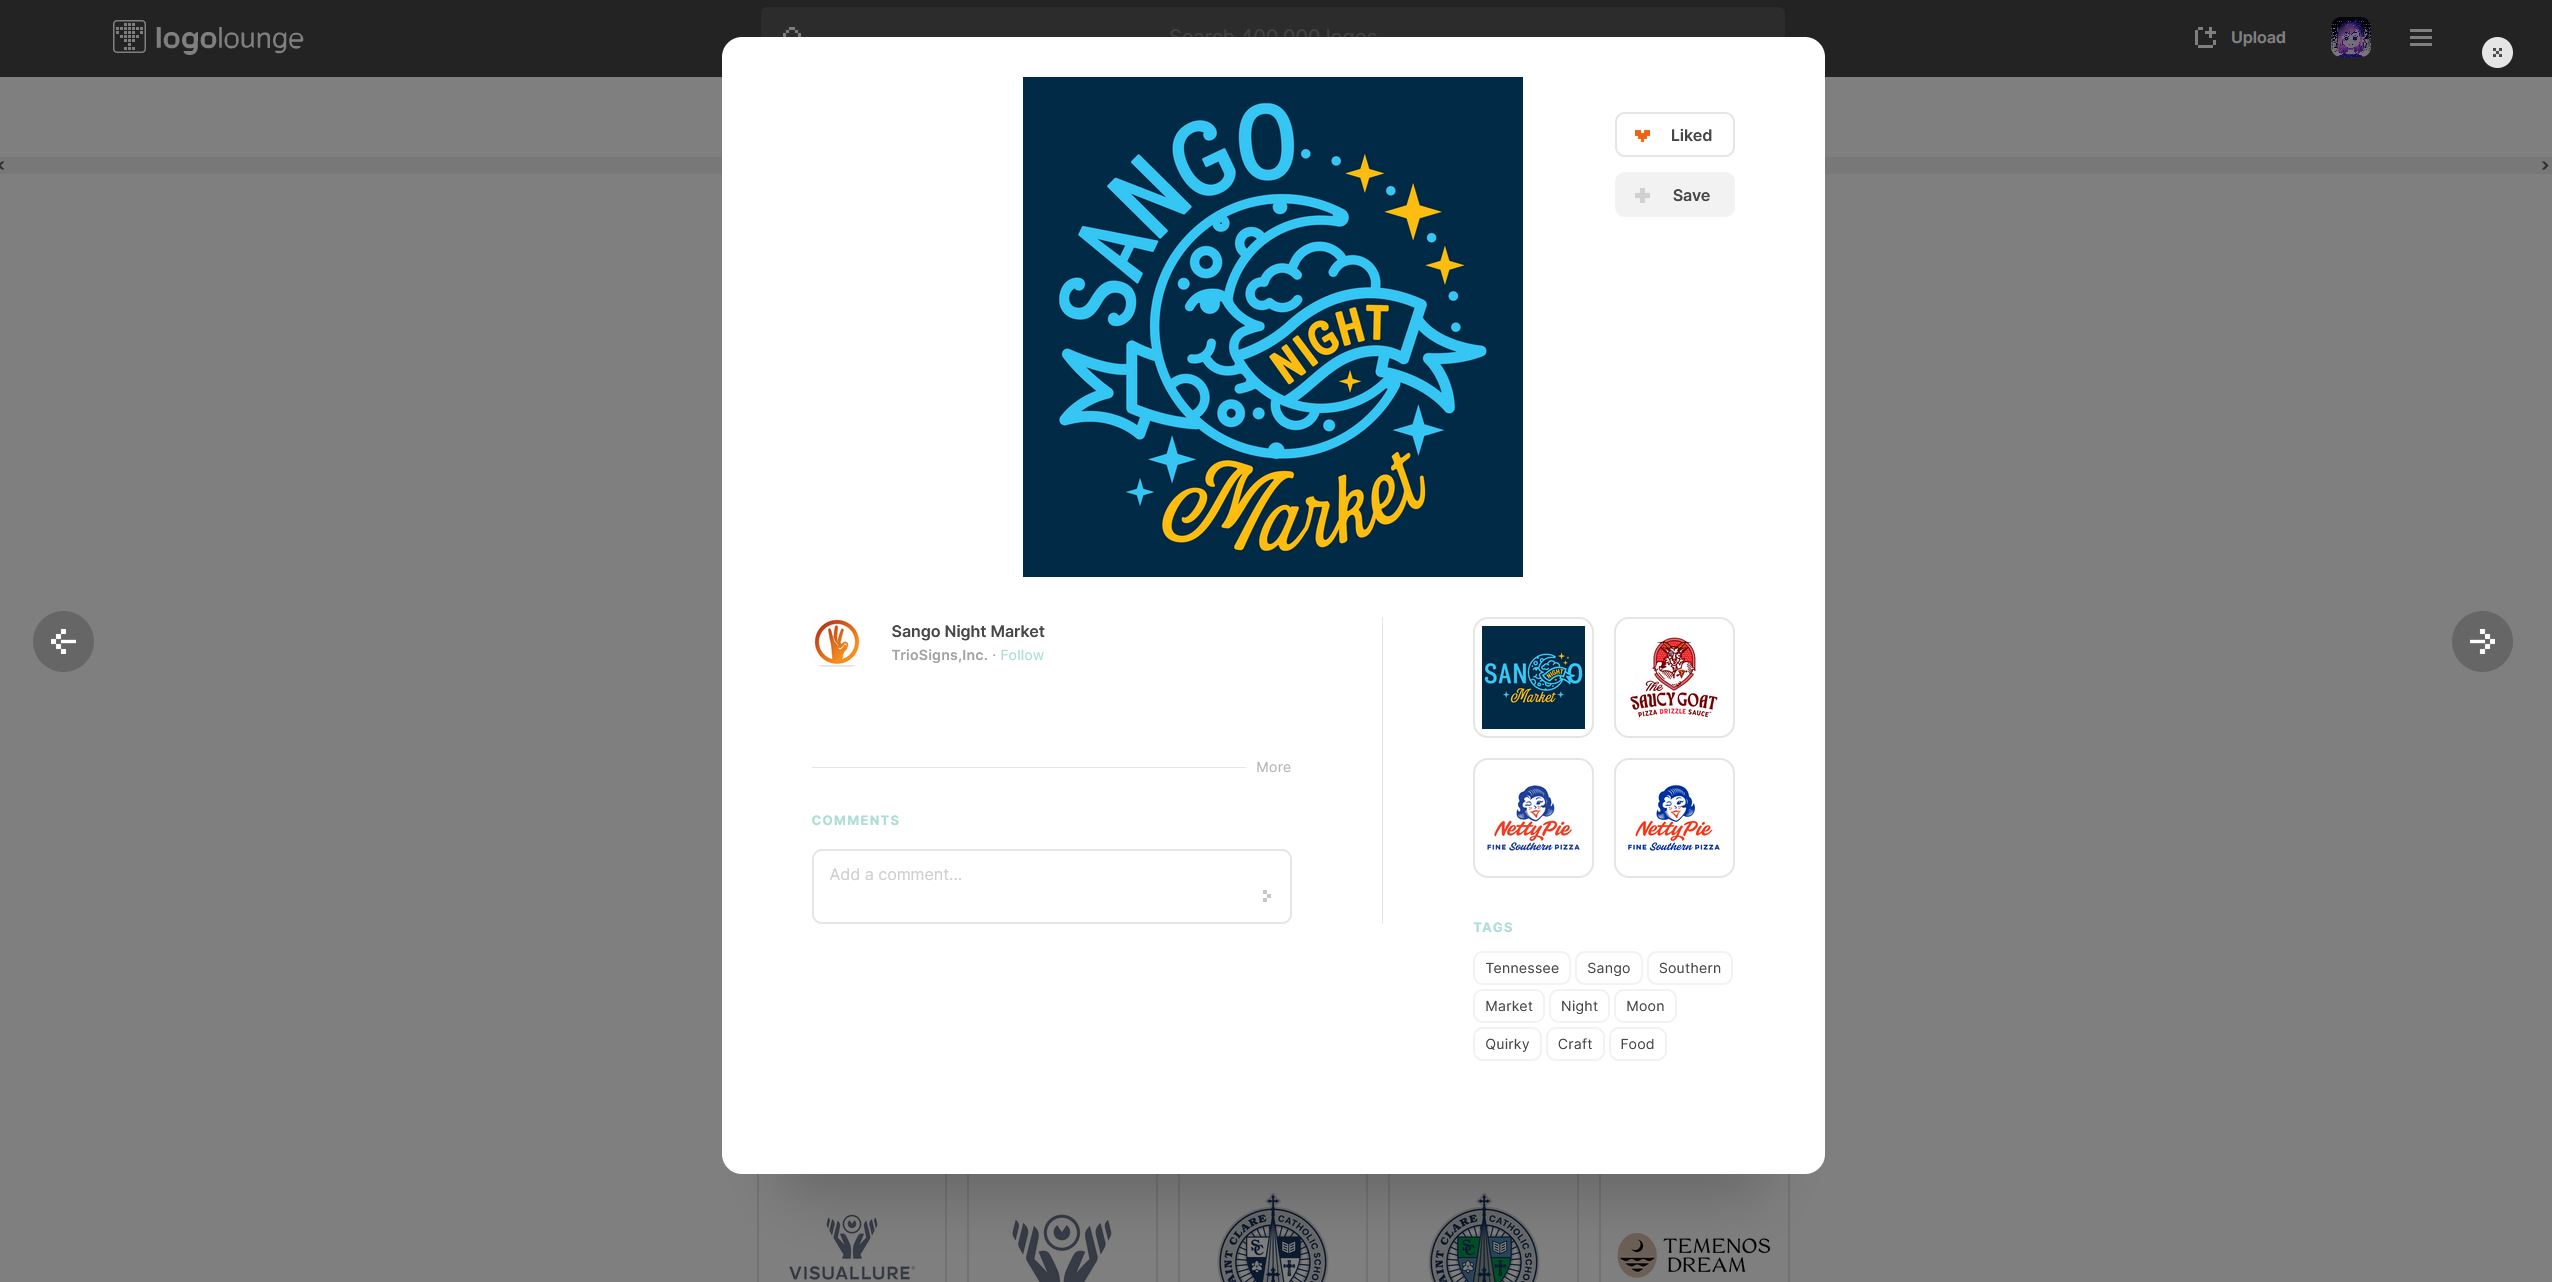 logolounge
Search 400,000 logos
Upload
SANGO
NIGHT
Market
Liked
Save
Sango Night Market
TrioSigns,Inc. · Follow
More
COMMENTS
Add a comment...
SANGO
NIGHT
Market
The
SAUCY GOAT
PIZZA DRIZZLE SAUCE
NettyPie
FINE Southern PIZZA
NettyPie
FINE Southern PIZZA
TAGS
Tennessee Sango Southern
Market Night Moon
Quirky Craft Food
VISUALLURE
SAINT CLARE CATHOLIC SCHOOL
SC
SAINT CLARE CATHOLIC SCHOOL
SC
TEMENOS
DREAM